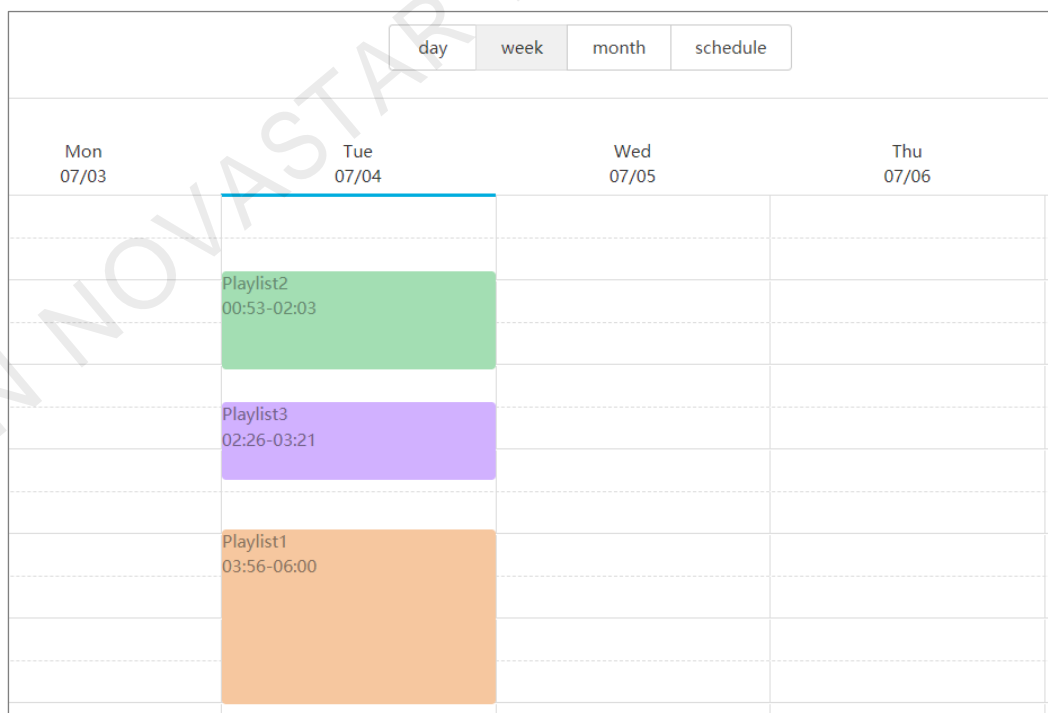 day week month schedule
Mon Tue Wed Thu
07/03 07/04 07/05 07/06
Playlist2
00:53-02:03
Playlist3
02:26-03:21
Playlist1
03:56-06:00
N NOVASTAR